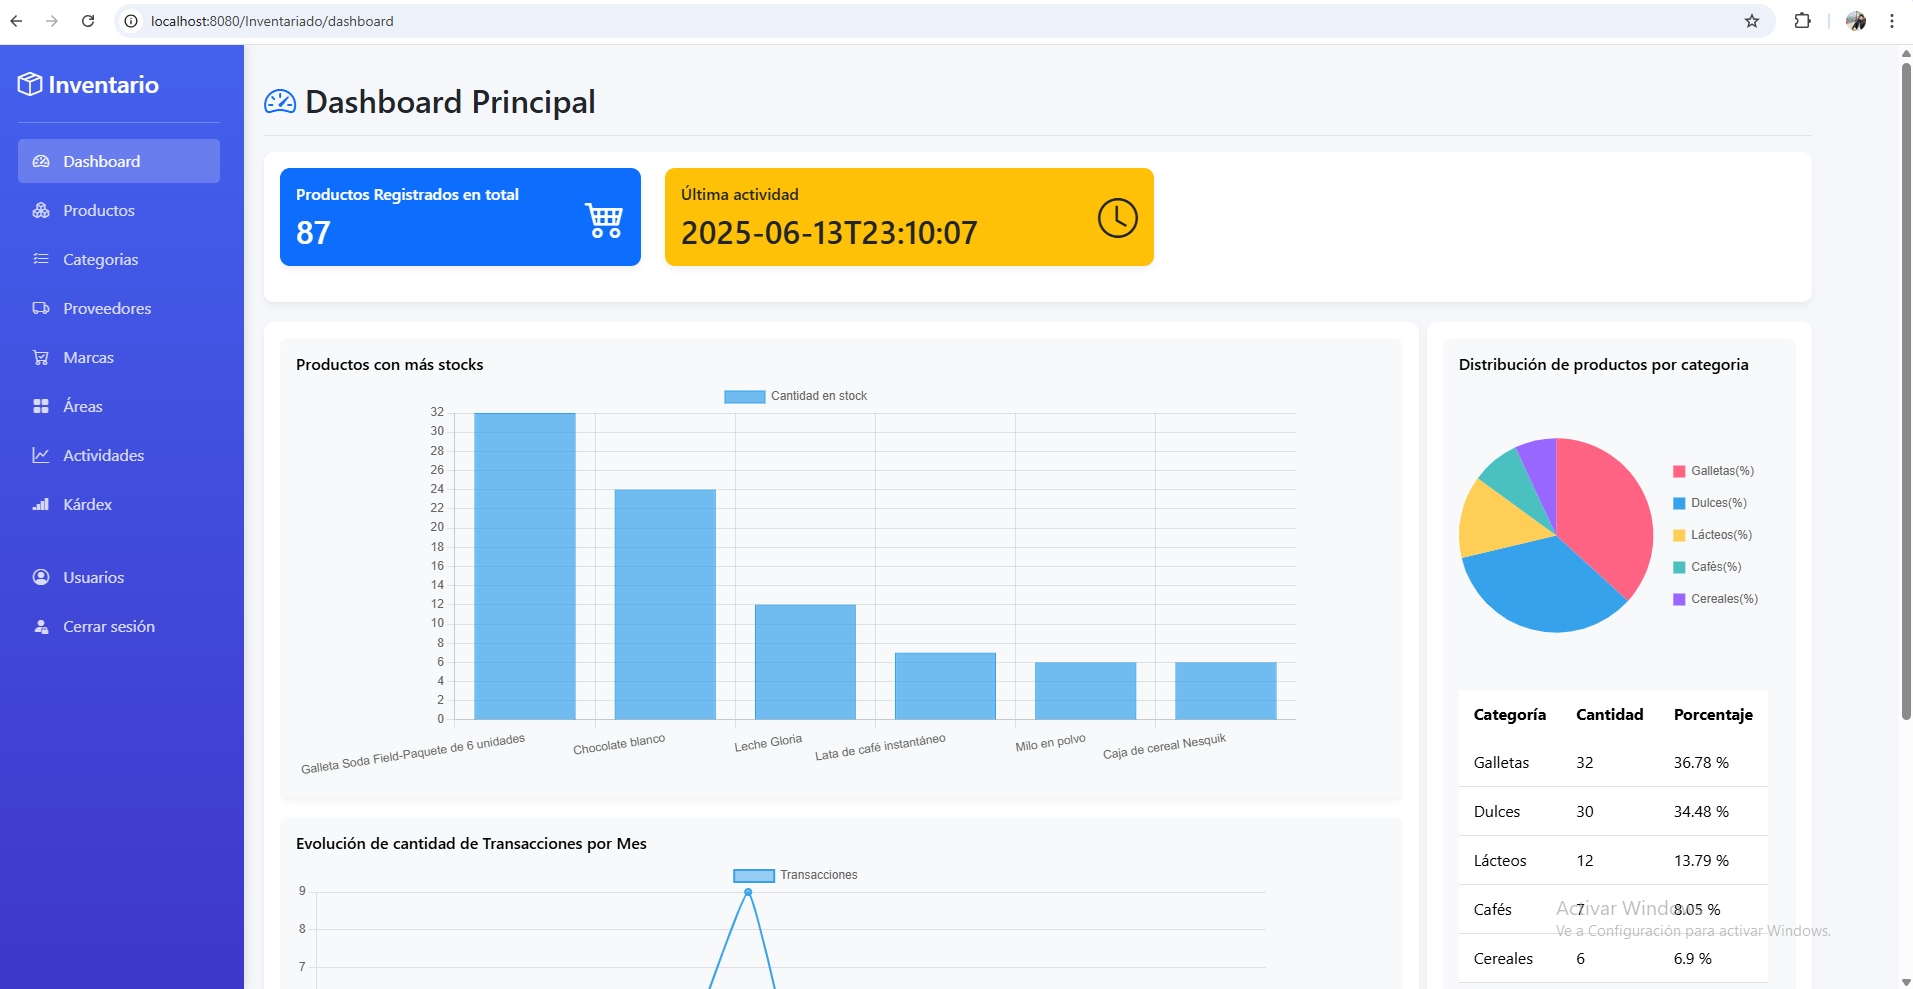 localhost:8080/Inventariado/dashboard
Inventario
Dashboard
Productos
Categorias
Proveedores
Marcas
Áreas
Actividades
Kárdex
Usuarios
Cerrar sesión
Dashboard Principal
Productos Registrados en total
87
Última actividad
2025-06-13T23:10:07
Productos con más stocks
Cantidad en stock
32
30
28
26
24
22
20
18
16
14
12
10
8
6
4
2
0
Galleta Soda Field-Paquete de 6 unidades
Chocolate blanco
Leche Gloria
Lata de café instantáneo
Milo en polvo
Caja de cereal Nesquik
Evolución de cantidad de Transacciones por Mes
Transacciones
9
8
7
Distribución de productos por categoria
Galletas(%)
Dulces(%)
Lácteos(%)
Cafés(%)
Cereales(%)
Categoría Cantidad Porcentaje
Galletas 32 36.78 %
Dulces 30 34.48 %
Lácteos 12 13.79 %
Cafés 7 8.05 %
Cereales 6 6.9 %
Activar Windows
Ve a Configuración para activar Windows.